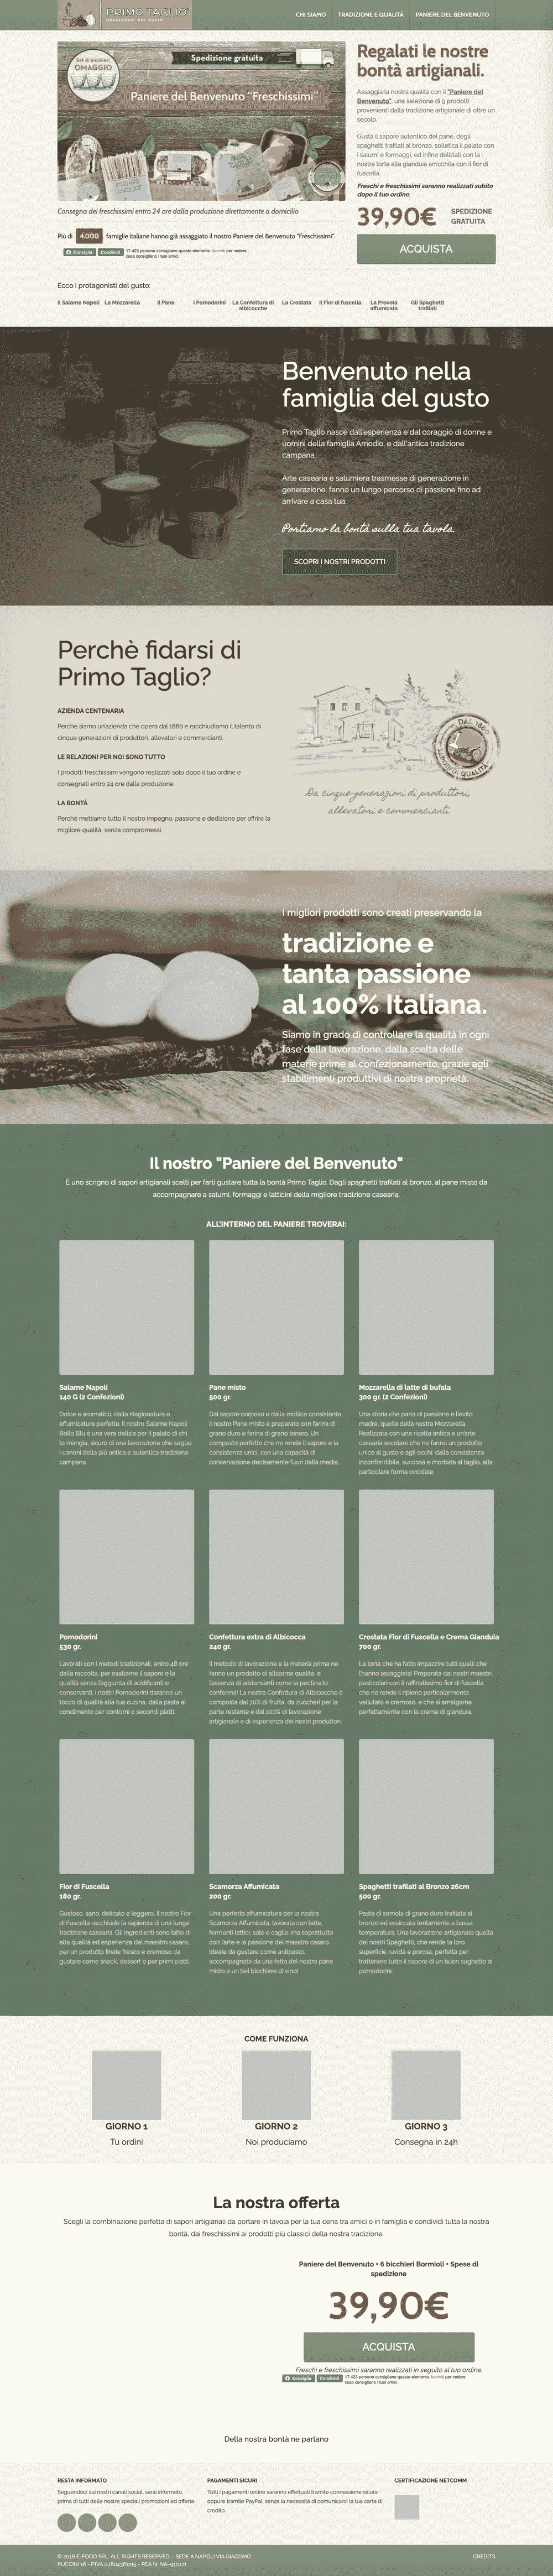 PRIMO TAGLIO
MESTIERANTI DEL GUSTO
CHI SIAMO
TRADIZIONE E QUALITÀ
PANIERE DEL BENVENUTO
Set di bicchieri
OMAGGIO
Spedizione gratuita
Paniere del Benvenuto "Freschissimi"
Consegna dei freschissimi entro 24 ore dalla produzione direttamente a domicilio
Più di 4.000 famiglie italiane hanno già assaggiato il nostro Paniere del Benvenuto "Freschissimi".
Consiglia Condividi 17.423 persone consigliano questo elemento. Iscriviti per vedere
cosa consigliano i tuoi amici.
Regalati le nostre
bontà artigianali.
Assaggia la nostra qualità con il "Paniere del
Benvenuto", una selezione di 9 prodotti
provenienti dalla tradizione artigianale di oltre un
secolo.
Gusta il sapore autentico del pane, degli
spaghetti trafilati al bronzo, solletica il palato con
i salumi e formaggi, ed infine deliziati con la
nostra torta alla gianduia arricchita con il fior di
fuscella.
Freschi e freschissimi saranno realizzati subito
dopo il tuo ordine.
39,90€
SPEDIZIONE
GRATUITA
ACQUISTA
Ecco i protagonisti del gusto:
Il Salame Napoli
La Mozzarella
Il Pane
i Pomodorini
La Confettura di
albicocche
La Crostata
Il Fior di fuscella
La Provola
affumicata
Gli Spaghetti
trafilati
Benvenuto nella
famiglia del gusto
Primo Taglio nasce dall'esperienza e dal coraggio di donne e
uomini della famiglia Amodio, e dall'antica tradizione
campana.
Arte casearia e salumiera trasmesse di generazione in
generazione, fanno un lungo percorso di passione fino ad
arrivare a casa tua.
Portiamo la bontà sulla tua tavola.
SCOPRI I NOSTRI PRODOTTI
Perchè fidarsi di
Primo Taglio?
AZIENDA CENTENARIA
Perché siamo un'azienda che opera dal 1880 e racchiudiamo il talento di
cinque generazioni di produttori, allevatori e commercianti.
LE RELAZIONI PER NOI SONO TUTTO
I prodotti freschissimi vengono realizzati solo dopo il tuo ordine e
consegnati entro 24 ore dalla produzione.
LA BONTÀ
Perché mettiamo tutto il nostro impegno, passione e dedizione per offrire la
migliore qualità, senza compromessi.
DAL 1880
QUALITÀ
Da cinque generazioni di produttori,
allevatori e commercianti
I migliori prodotti sono creati preservando la
tradizione e
tanta passione
al 100% Italiana.
Siamo in grado di controllare la qualità in ogni
fase della lavorazione, dalla scelta delle
materie prime al confezionamento, grazie agli
stabilimenti produttivi di nostra proprietà.
Il nostro "Paniere del Benvenuto"
È uno scrigno di sapori artigianali scelti per farti gustare tutta la bontà Primo Taglio. Dagli spaghetti trafilati al bronzo, al pane misto da
accompagnare a salumi, formaggi e latticini della migliore tradizione casearia.
ALL'INTERNO DEL PANIERE TROVERAI:
Salame Napoli
140 G (2 Confezioni)
Dolce e aromatico, dalla stagionatura e
affumicatura perfette. Il nostro Salame Napoli
Rollo Blu è una vera delizia per il palato di chi
lo mangia, sicuro di una lavorazione che segue
i canoni della più antica e autentica tradizione
campana
Pane misto
500 gr.
Dal sapore corposo e dalla mollica consistente,
il nostro Pane misto è preparato con farina di
grano duro e farina di grano tenero. Un
composto perfetto che ne rende il sapore e la
consistenza unici, con una capacità di
conservazione decisamente fuori dalla media.
Mozzarella di latte di bufala
300 gr. (2 Confezioni)
Una storia che parla di passione e lievito
madre, quella della nostra Mozzarella.
Realizzata con una ricetta antica e un'arte
casearia secolare che ne fanno un prodotto
unico al gusto e agli occhi: dalla consistenza
inconfondibile, succosa e morbida al taglio, alla
particolare forma ovoidale.
Pomodorini
530 gr.
Lavorati con i metodi tradizionali, entro 48 ore
dalla raccolta, per esaltarne il sapore e la
qualità senza l'aggiunta di acidificanti e
conservanti. I nostri Pomodorini daranno un
tocco di qualità alla tua cucina, dalla pasta al
condimento per contorni o secondi piatti.
Confettura extra di Albicocca
240 gr.
Il metodo di lavorazione e la materia prima ne
fanno un prodotto di altissima qualità, e
l'assenza di addensanti come la pectina lo
conferma! La nostra Confettura di Albicocche è
composta dal 70% di frutta, da zuccheri per la
parte restante e dal 100% di lavorazione
artigianale e di esperienza dei nostri produttori.
Crostata Fior di Fuscella e Crema Gianduia
700 gr.
La torta che ha fatto impazzire tutti quelli che
l'hanno assaggiata! Preparata dai nostri maestri
pasticcieri con il raffinatissimo fior di fuscella
che ne rende il ripieno particolarmente
vellutato e cremoso, e che si amalgama
perfettamente con la crema di gianduia.
Fior di Fuscella
180 gr.
Gustoso, sano, delicato e leggero, il nostro Fior
di Fuscella racchiude la sapienza di una lunga
tradizione casearia. Gli ingredienti sono latte di
alta qualità ed esperienza del maestro casaro,
per un prodotto finale fresco e cremoso da
gustare come snack, dessert o per primi piatti.
Scamorza Affumicata
200 gr.
Una perfetta affumicatura per la nostra
Scamorza Affumicata, lavorata con latte,
fermenti lattici, sale e caglio, ma soprattutto
con l'arte e la passione del maestro casaro.
Ideale da gustare come antipasto,
accompagnata da una fetta del nostro pane
misto e un bel bicchiere di vino!
Spaghetti trafilati al Bronzo 26cm
500 gr.
Pasta di semola di grano duro trafilata al
bronzo ed essiccata lentamente a bassa
temperatura. Una lavorazione artigianale quella
dei nostri Spaghetti, che rende la loro
superficie ruvida e porosa, perfetta per
trattenere tutto il sapore di un buon sughetto ai
pomodorini.
COME FUNZIONA
GIORNO 1
Tu ordini
GIORNO 2
Noi produciamo
GIORNO 3
Consegna in 24h
La nostra offerta
Scegli la combinazione perfetta di sapori artigianali da portare in tavola per la tua cena tra amici o in famiglia e condividi tutta la nostra
bontà, dai freschissimi ai prodotti più classici della nostra tradizione.
Paniere del Benvenuto + 6 bicchieri Bormioli + Spese di
spedizione
39,90€
ACQUISTA
Freschi e freschissimi saranno realizzati in seguito al tuo ordine.
Consiglia Condividi 17.423 persone consigliano questo elemento. Iscriviti per vedere
cosa consigliano i tuoi amici.
Della nostra bontà ne parlano
RESTA INFORMATO
Seguendoci sui nostri canali social, sarai informato,
prima di tutti delle nostre speciali promozioni ed offerte.
PAGAMENTI SICURI
Tutti i pagamenti online saranno effettuati tramite connessione sicura
oppure tramite PayPal, senza la necessità di comunicarci la tua carta di
credito.
CERTIFICAZIONE NETCOMM
© 2016 E-FOOD SRL. ALL RIGHTS RESERVED. - SEDE A NAPOLI VIA GIACOMO
PUCCINI 16 - P.IVA 07804381215 - REA N. NA-911071
CREDITS